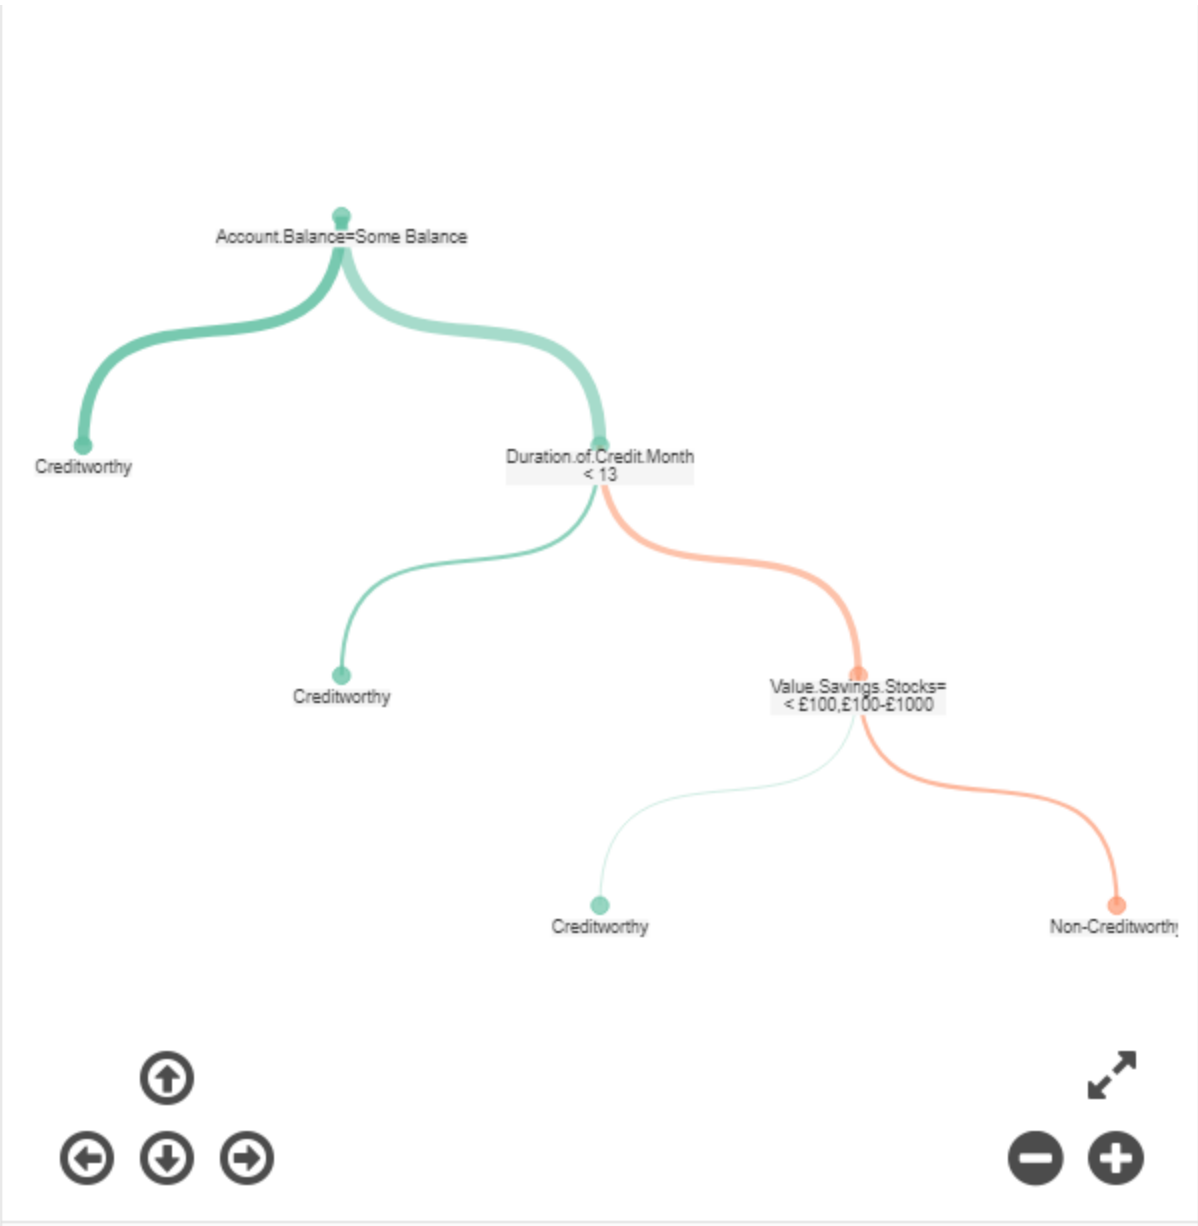 Account.Balance=Some Balance
Creditworthy
Duration.of.Credit.Month
< 13
Creditworthy
Value.Savings.Stocks=
< £100,£100-£1000
Creditworthy
Non-Creditworthy